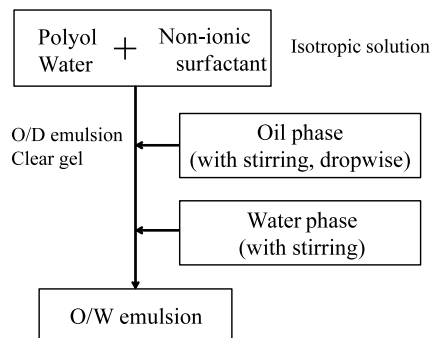 Polyol + Non-ionic
Water surfactant
Isotropic solution
O/D emulsion
Clear gel
Oil phase
(with stirring, dropwise)
Water phase
(with stirring)
O/W emulsion